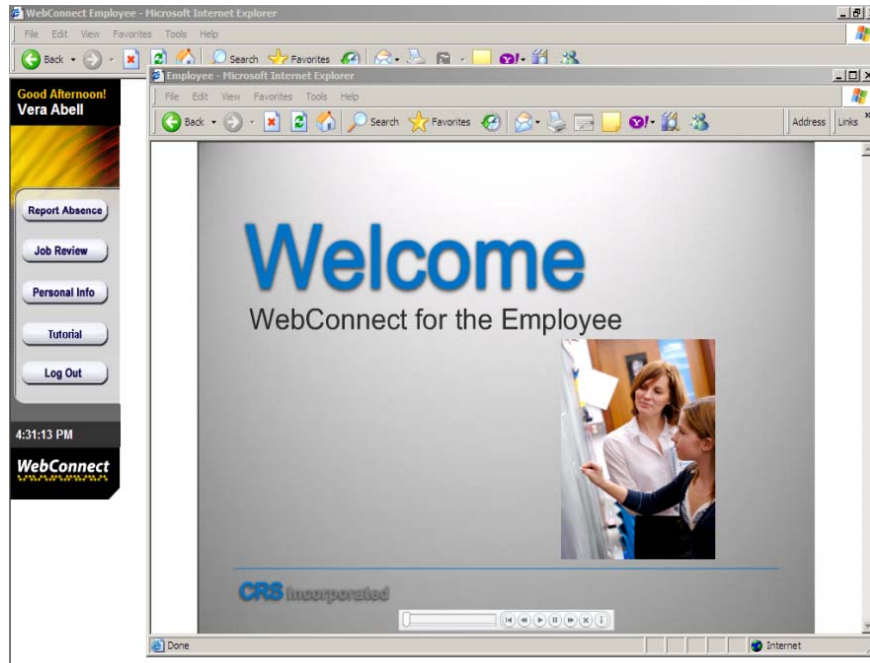 WebConnect Employee - Microsoft Internet Explorer
File Edit View Favorites Tools Help
Back Search Favorites
Employee - Microsoft Internet Explorer
File Edit View Favorites Tools Help
Back Search Favorites Address Links »
Good Afternoon!
Vera Abell
Report Absence
Job Review
Personal Info
Tutorial
Log Out
4:31:13 PM
WebConnect
Welcome
WebConnect for the Employee
CRS Incorporated
Done Internet